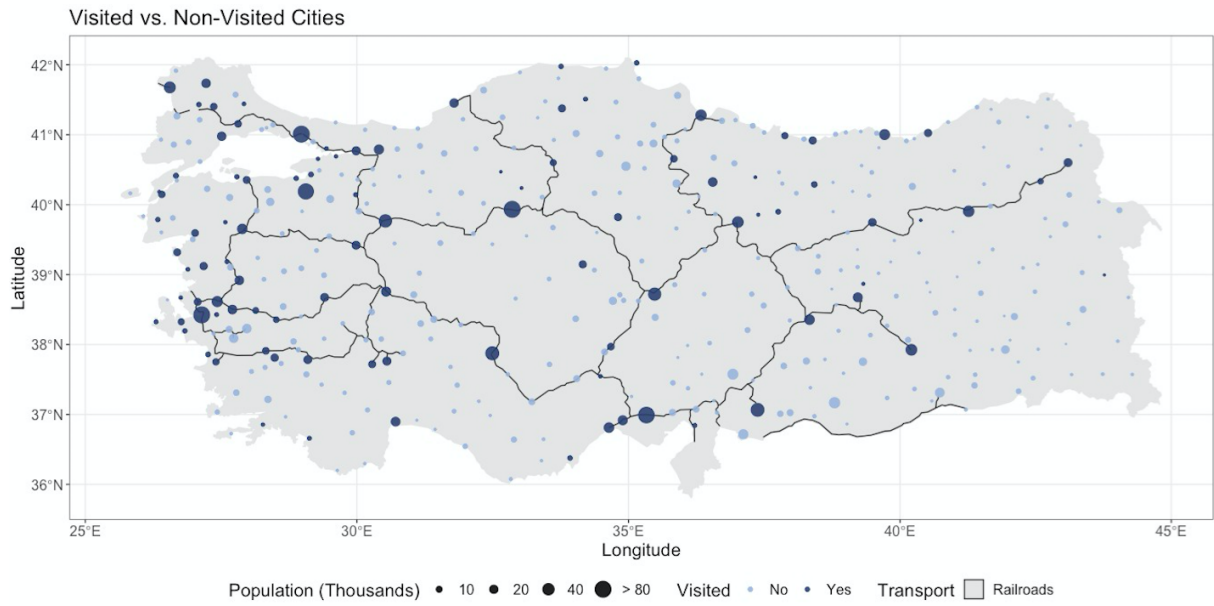 Visited vs. Non-Visited Cities
42°N
41°N
40°N
39°N
38°N
37°N
36°N
Latitude
25°E 30°E 35°E 40°E 45°E
Longitude
Population (Thousands) 10 20 40 > 80 Visited No Yes Transport Railroads